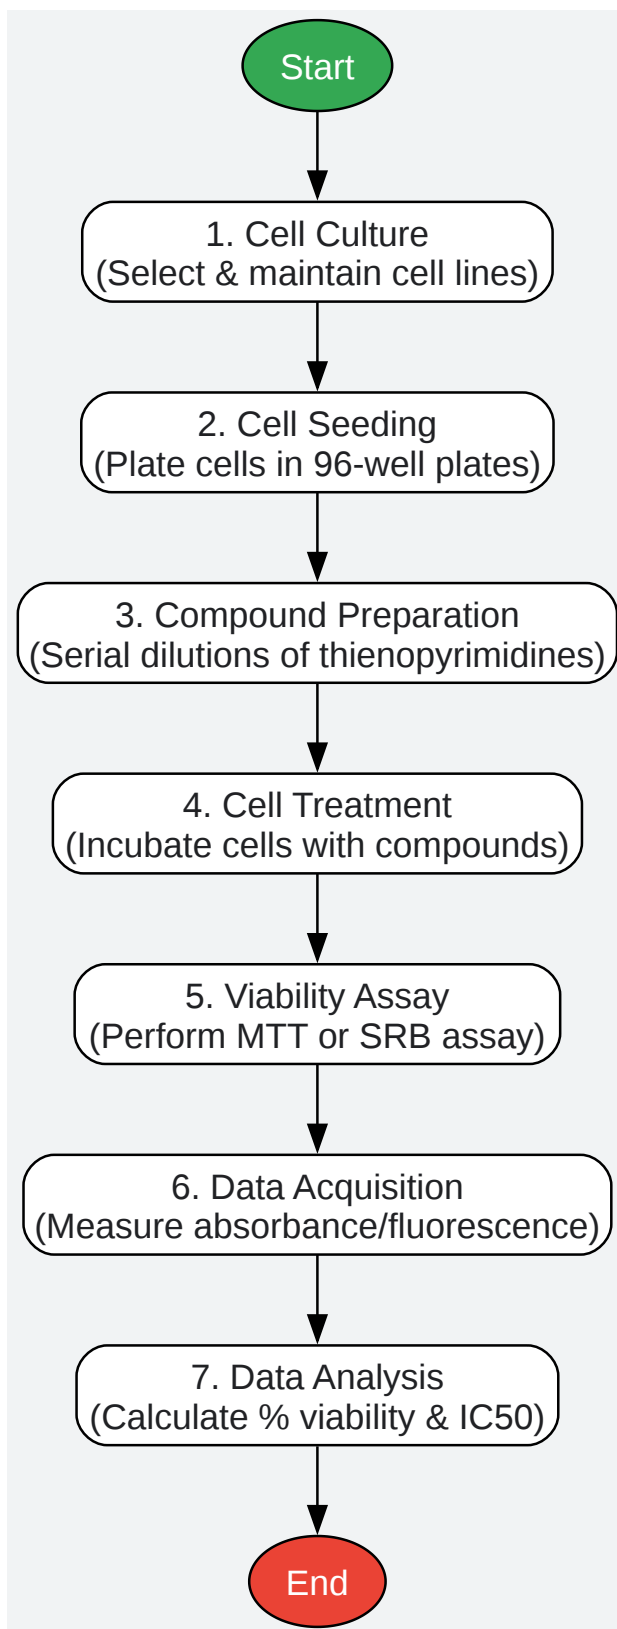 Start
1. Cell Culture
(Select & maintain cell lines)
2. Cell Seeding
(Plate cells in 96-well plates)
3. Compound Preparation
(Serial dilutions of thienopyrimidines)
4. Cell Treatment
(Incubate cells with compounds)
5. Viability Assay
(Perform MTT or SRB assay)
6. Data Acquisition
(Measure absorbance/fluorescence)
7. Data Analysis
(Calculate % viability & IC50)
End